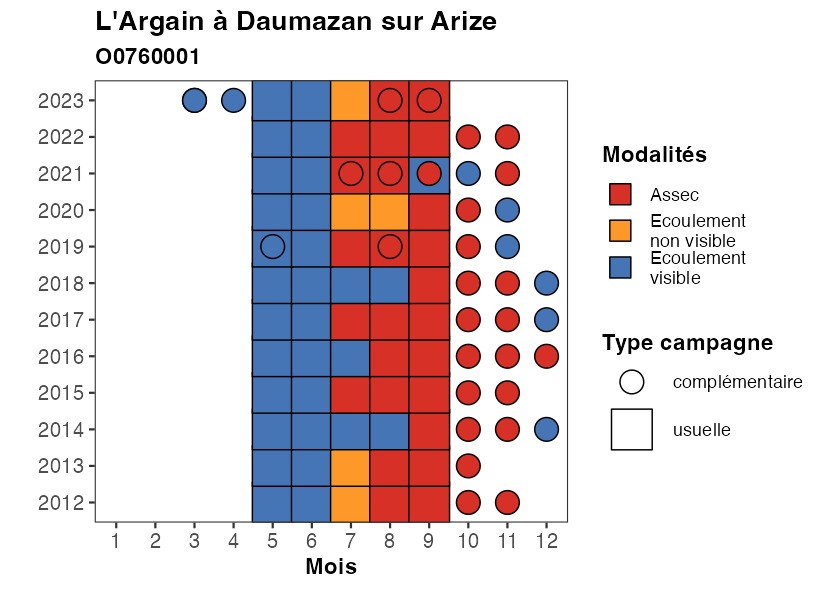 L'Argain à Daumazan sur Arize
O0760001
2023
2022
2021
2020
2019
2018
2017
2016
2015
2014
2013
2012
1 2 3 4 5 6 7 8 9 10 11 12
Mois
Modalités
Assec
Ecoulement
non visible
Ecoulement
visible
Type campagne
complémentaire
usuelle